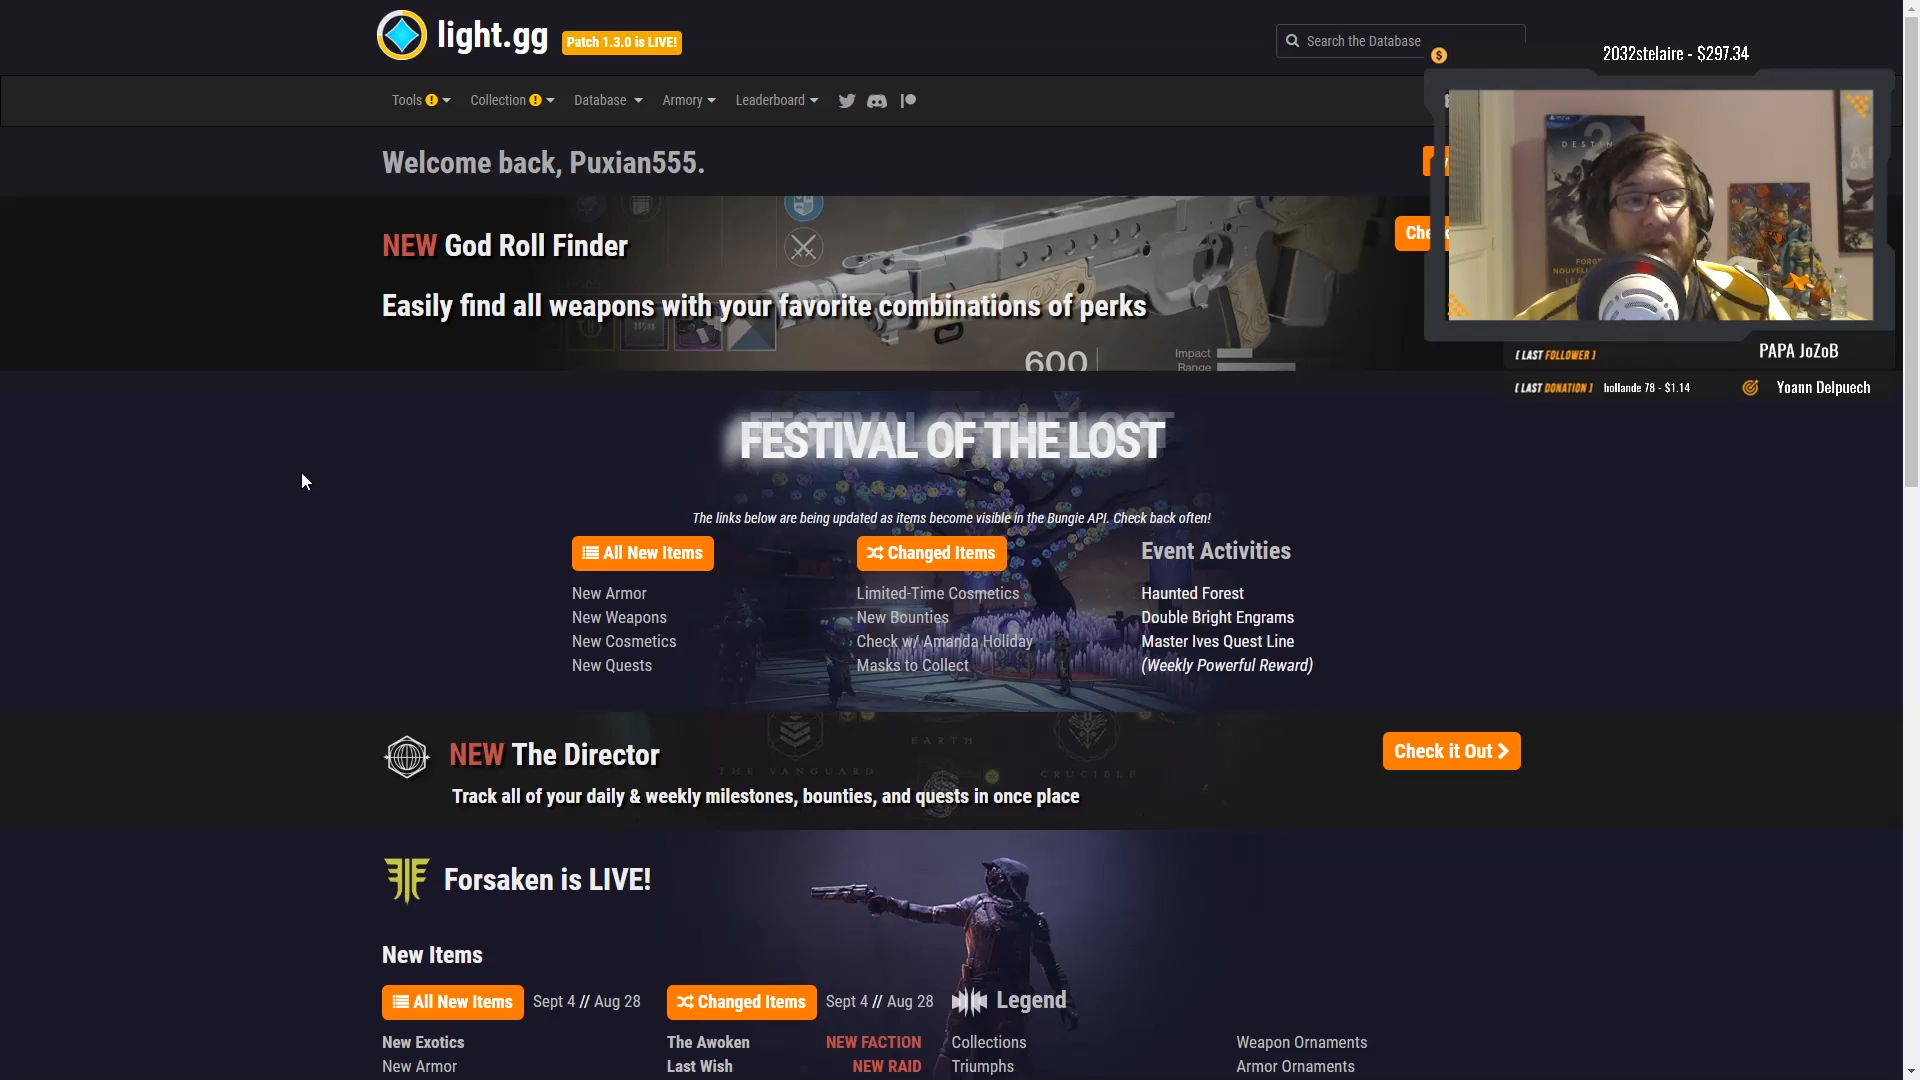 light.gg
Patch 1.3.0 is LIVE!
Search the Database
2032stelaire - $297.34
Tools
Collection
Database
Armory
Leaderboard
DESTIN
Welcome back, Puxian555.
NEW God Roll Finder
Easily find all weapons with your favorite combinations of perks
600
Impact
Range
[ LAST FOLLOWER ]
PAPA JoZoB
[ LAST DONATION ]
hollande 78 - $1.14
Yoann Delpuech
FESTIVAL OF THE LOST
The links below are being updated as items become visible in the Bungie API. Check back often!
All New Items
Changed Items
Event Activities
New Armor
Limited-Time Cosmetics
Haunted Forest
New Weapons
New Bounties
Double Bright Engrams
New Cosmetics
Check w/ Amanda Holiday
Master Ives Quest Line
New Quests
Masks to Collect
(Weekly Powerful Reward)
EARTH
THE VANGUARD
CRUCIBLE
NEW The Director
Check it Out
Track all of your daily & weekly milestones, bounties, and quests in once place
Forsaken is LIVE!
New Items
All New Items
Sept 4 // Aug 28
Changed Items
Sept 4 // Aug 28
Legend
New Exotics
The Awoken
NEW FACTION
Collections
Weapon Ornaments
New Armor
Last Wish
NEW RAID
Triumphs
Armor Ornaments